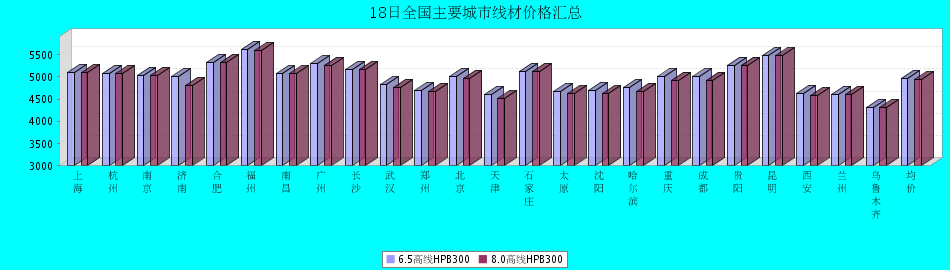 18日全国主要城市线材价格汇总
5500
5000
4500
4000
3500
3000
上海
杭州
南京
济南
合肥
福州
南昌
广州
长沙
武汉
郑州
北京
天津
石家庄
太原
沈阳
哈尔滨
重庆
成都
贵阳
昆明
西安
兰州
乌鲁木齐
均价
6.5高线HPB300
8.0高线HPB300